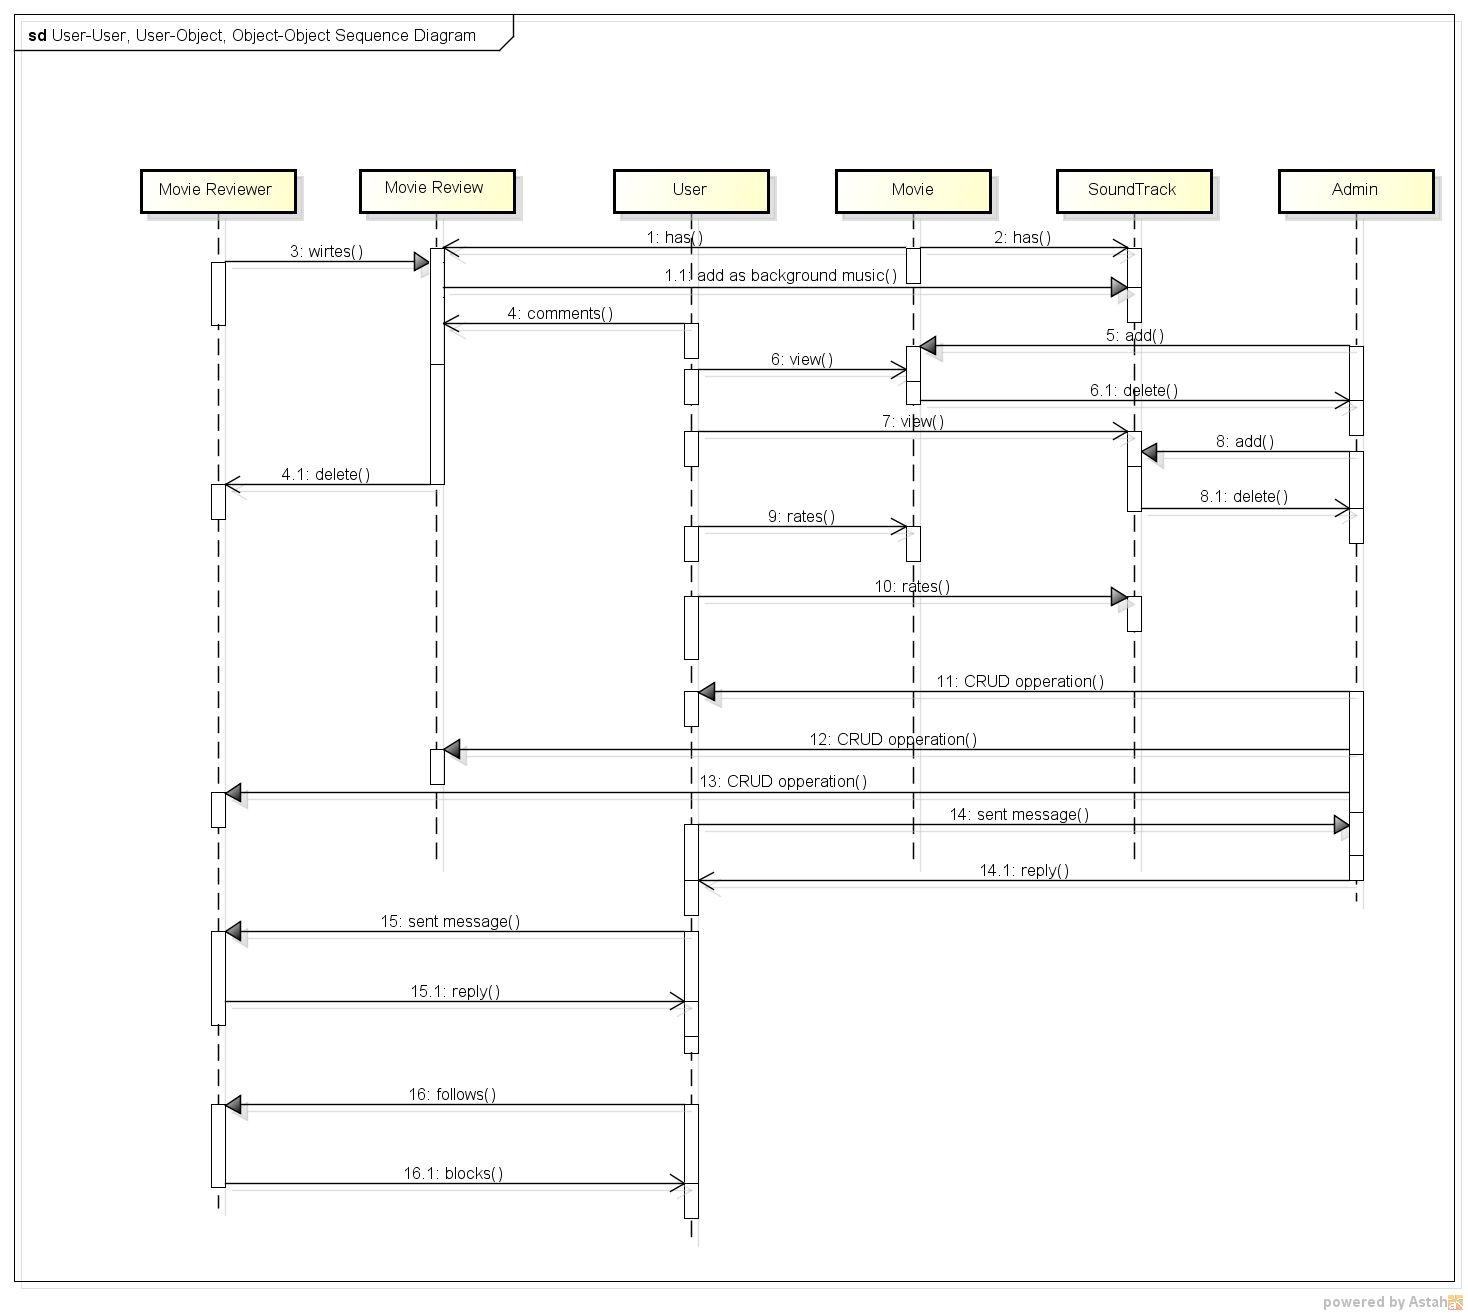 sd User-User, User-Object, Object-Object Sequence Diagram
Movie Reviewer
Movie Review
User
Movie
SoundTrack
Admin
1: has()
2: has()
3: wirtes()
1.1: add as background music()
4: comments()
5: add()
6: view()
6.1: delete()
7: view()
8: add()
4.1: delete()
8.1: delete()
9: rates()
10: rates()
11: CRUD opperation()
12: CRUD opperation()
13: CRUD opperation()
14: sent message()
14.1: reply()
15: sent message()
15.1: reply()
16: follows()
16.1: blocks()
powered by Astah